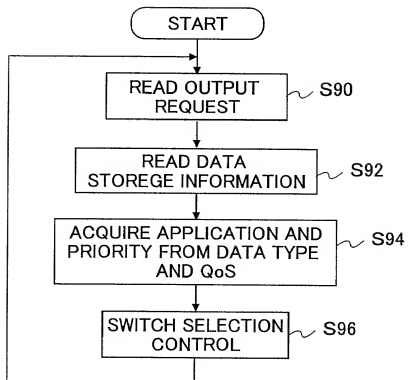 START
READ OUTPUT
REQUEST
S90
READ DATA
STOREGE INFORMATION
S92
ACQUIRE APPLICATION AND
PRIORITY FROM DATA TYPE
AND QoS
S94
SWITCH SELECTION
CONTROL
S96